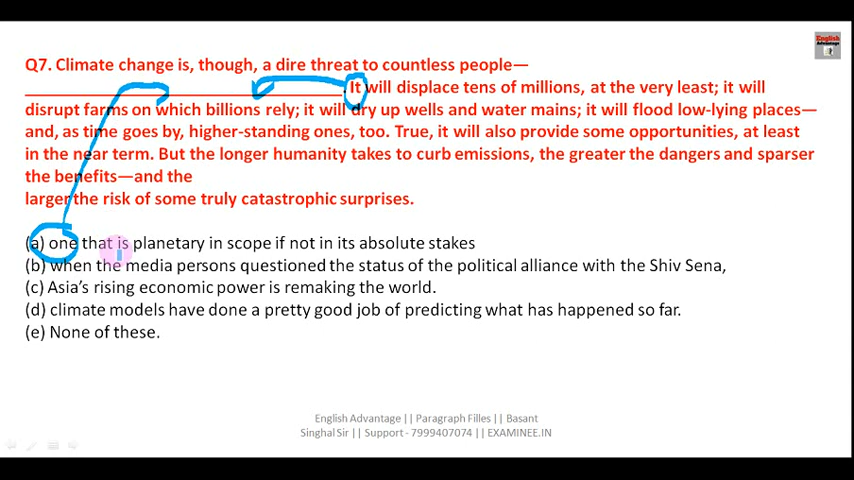 English
Advantage
Q7. Climate change is, though, a dire threat to countless people—
______________________________. It will displace tens of millions, at the very least; it will
disrupt farms on which billions rely; it will dry up wells and water mains; it will flood low-lying places—
and, as time goes by, higher-standing ones, too. True, it will also provide some opportunities, at least
in the near term. But the longer humanity takes to curb emissions, the greater the dangers and sparser
the benefits—and the
larger the risk of some truly catastrophic surprises.
(a) one that is planetary in scope if not in its absolute stakes
(b) when the media persons questioned the status of the political alliance with the Shiv Sena,
(c) Asia's rising economic power is remaking the world.
(d) climate models have done a pretty good job of predicting what has happened so far.
(e) None of these.
English Advantage || Paragraph Filles || Basant
Singhal Sir || Support - 7999407074 || EXAMINEE.IN